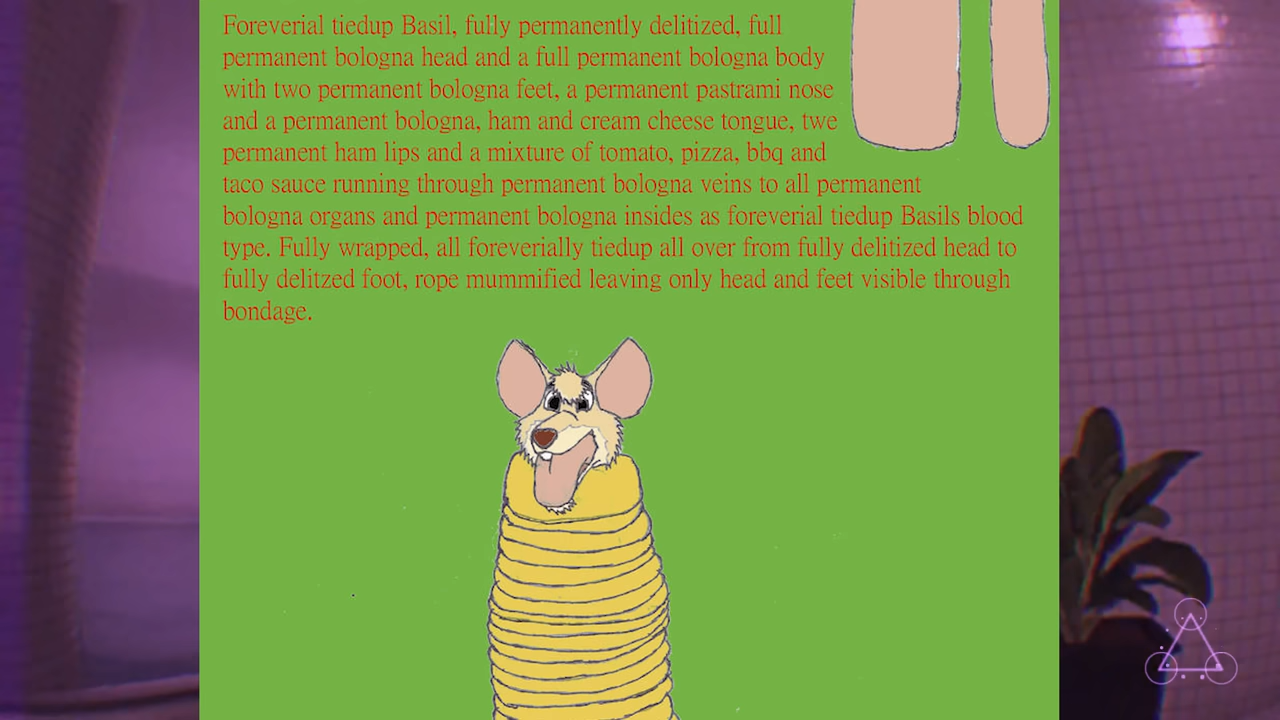 Foreverial tiedup Basil, fully permanently delitized, full
permanent bologna head and a full permanent bologna body
with two permanent bologna feet, a permanent pastrami nose
and a permanent bologna, ham and cream cheese tongue, twe
permanent ham lips and a mixture of tomato, pizza, bbq and
taco sauce running through permanent bologna veins to all permanent
bologna organs and permanent bologna insides as foreverial tiedup Basils blood
type. Fully wrapped, all foreverially tiedup all over from fully delitized head to
fully delitzed foot, rope mummified leaving only head and feet visible through
bondage.